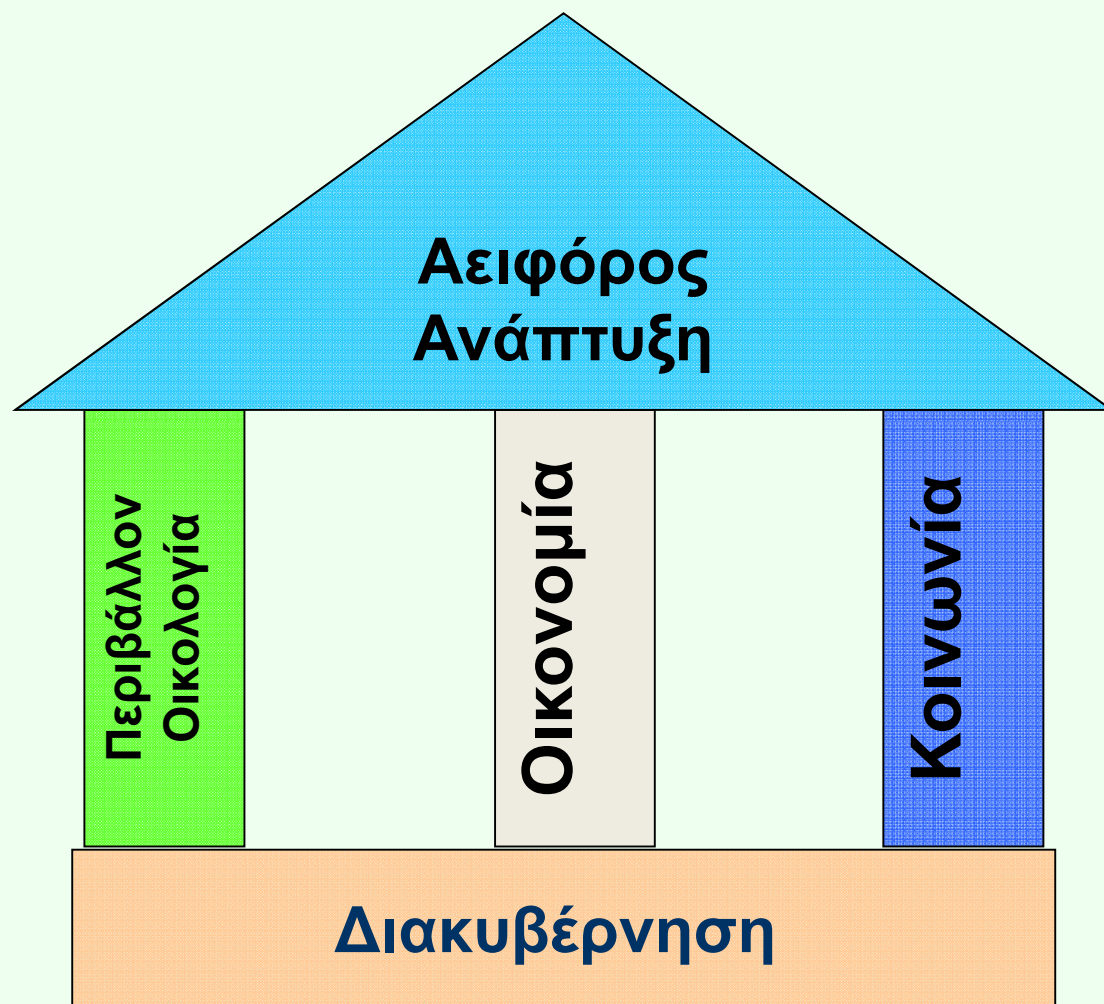 Αειφόρος
Ανάπτυξη
Περιβάλλον
Οικολογία
Οικονομία
Κοινωνία
Διακυβέρνηση